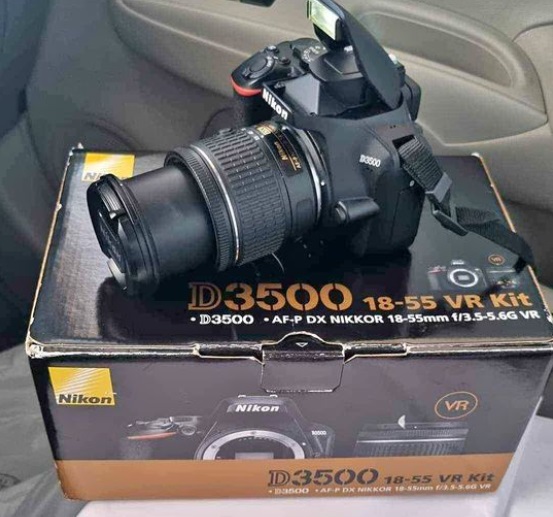 Nikon
D3500
D3500 18-55 VR Kit
• D3500 • AF-P DX NIKKOR 18-55mm f/3.5-5.6G VR
Nikon
Nikon
VR
D3500 18-55 VR Kit
• D3500 • AF-P DX NIKKOR 18-55mm f/3.5-5.6G VR